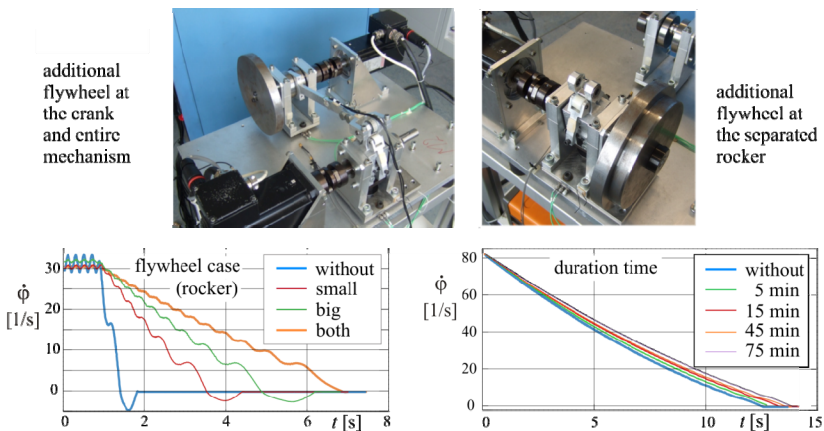 additional
flywheel at
the crank
and entire
mechanism
additional
flywheel at
the separated
rocker
flywheel case
(rocker)
without
small
big
both
φ̇
[1/s]
30
20
10
0
0 2 4 6 8
t [s]
duration time
without
5 min
15 min
45 min
75 min
φ̇
[1/s]
80
60
40
20
0
0 5 10 15
t [s]